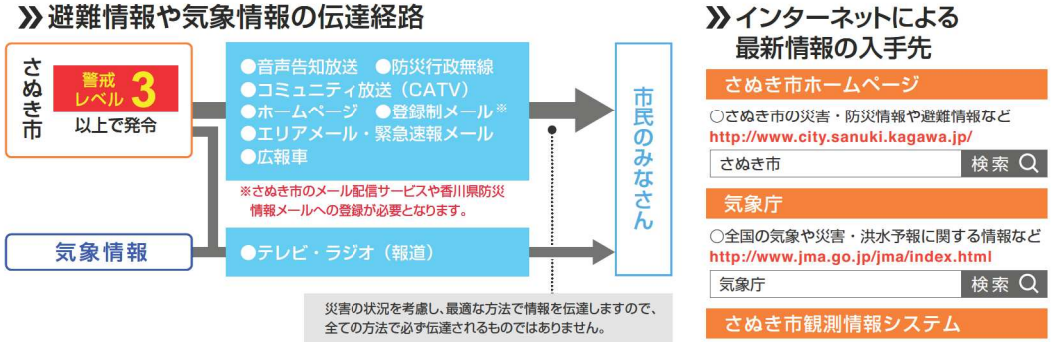 ≫避難情報や気象情報の伝達経路
さぬき市
警戒
レベル3
以上で発令
●音声告知放送 ●防災行政無線
●コミュニティ放送（CATV）
●ホームページ ●登録制メール※
●エリアメール・緊急速報メール
●広報車
※さぬき市のメール配信サービスや香川県防災
情報メールへの登録が必要となります。
気象情報
●テレビ・ラジオ（報道）
市民のみなさん
災害の状況を考慮し、最適な方法で情報を伝達しますので、
全ての方法で必ず伝達されるものではありません。
≫インターネットによる
最新情報の入手先
さぬき市ホームページ
○さぬき市の災害・防災情報や避難情報など
http://www.city.sanuki.kagawa.jp/
さぬき市 検索
気象庁
○全国の気象や災害・洪水予報に関する情報など
http://www.jma.go.jp/jma/index.html
気象庁 検索
さぬき市観測情報システム